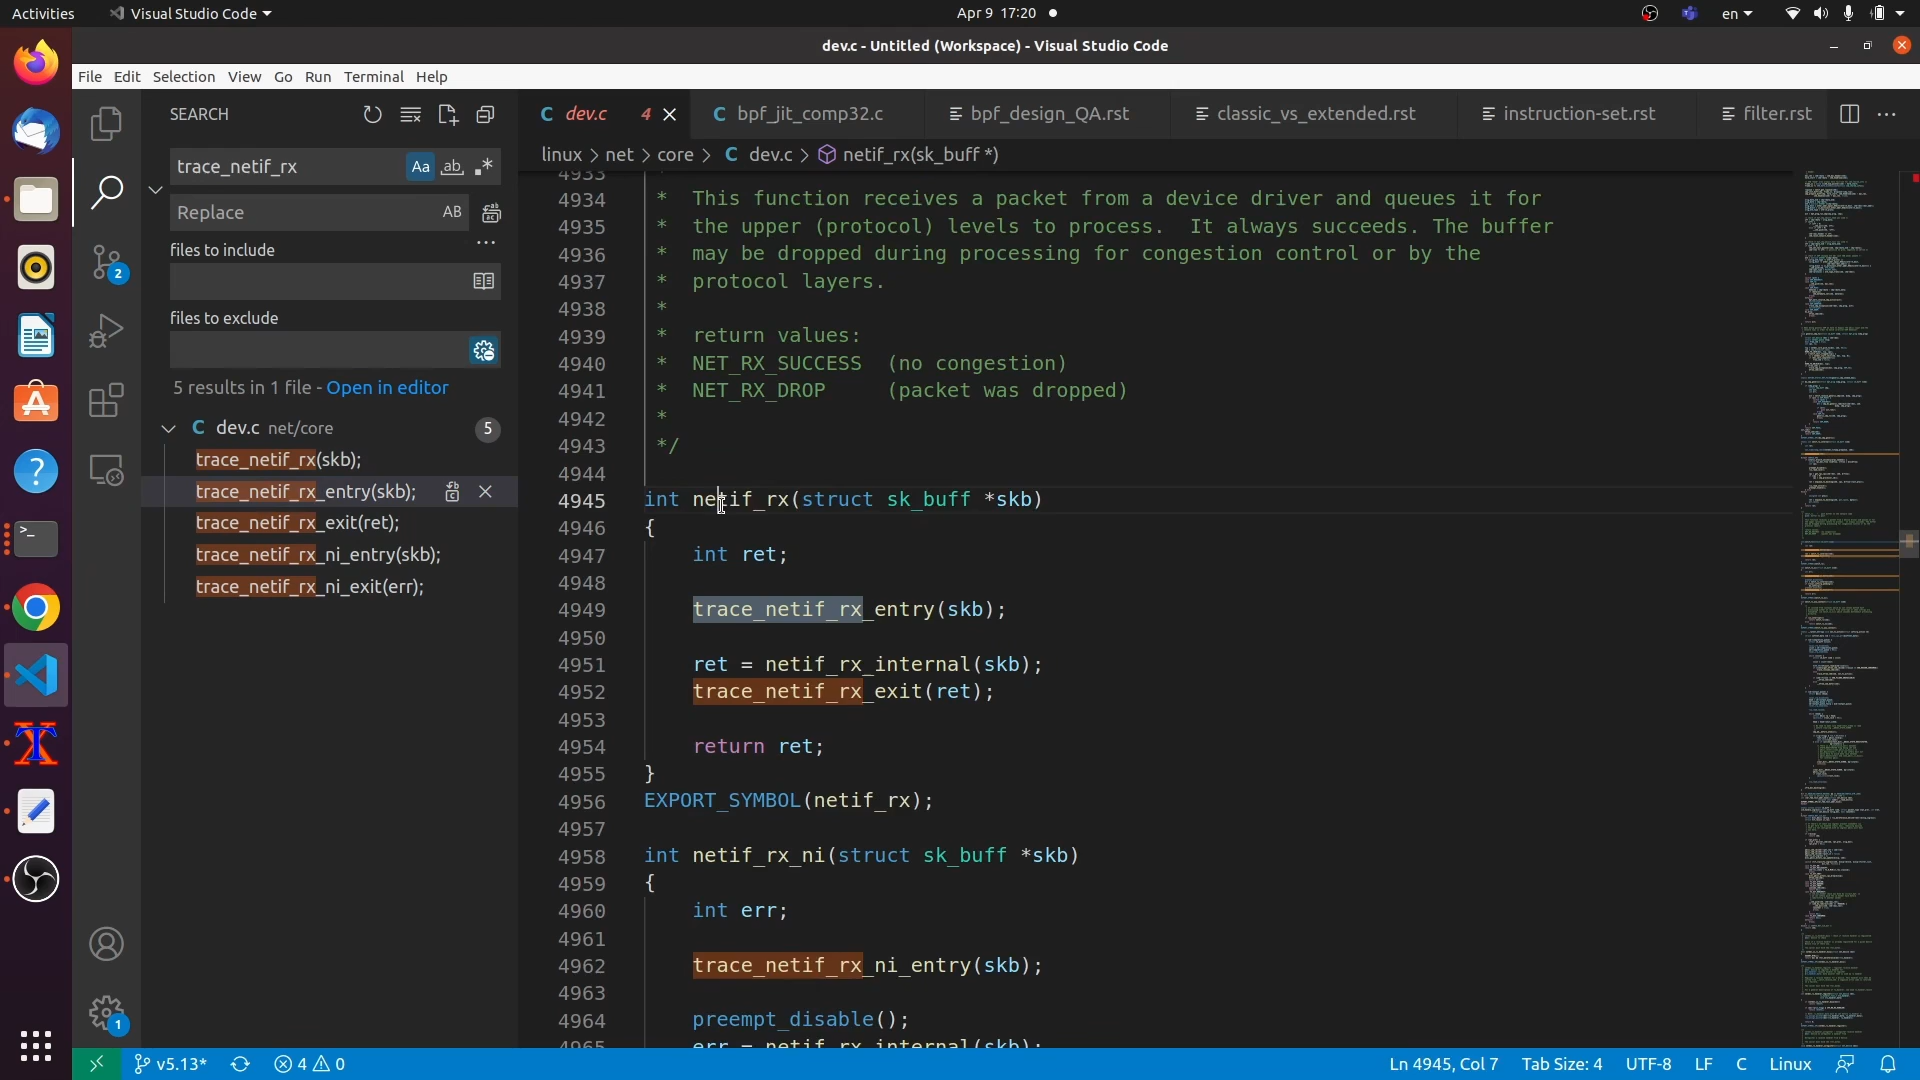 Activities
Visual Studio Code
Apr 9 17:20
en
dev.c - Untitled (Workspace) - Visual Studio Code
File Edit Selection View Go Run Terminal Help
SEARCH
trace_netif_rx
Aa ab .*
Replace
AB
files to include
files to exclude
5 results in 1 file - Open in editor
C dev.c net/core 5
trace_netif_rx(skb);
trace_netif_rx_entry(skb);
trace_netif_rx_exit(ret);
trace_netif_rx_ni_entry(skb);
trace_netif_rx_ni_exit(err);
2
1
C dev.c 4
C bpf_jit_comp32.c
bpf_design_QA.rst
classic_vs_extended.rst
instruction-set.rst
filter.rst
linux > net > core > C dev.c > netif_rx(sk_buff *)
4933 *
4934 * This function receives a packet from a device driver and queues it for
4935 * the upper (protocol) levels to process. It always succeeds. The buffer
4936 * may be dropped during processing for congestion control or by the
4937 * protocol layers.
4938 *
4939 * return values:
4940 * NET_RX_SUCCESS (no congestion)
4941 * NET_RX_DROP (packet was dropped)
4942 *
4943 */
4944
4945 int netif_rx(struct sk_buff *skb)
4946 {
4947 int ret;
4948
4949 trace_netif_rx_entry(skb);
4950
4951 ret = netif_rx_internal(skb);
4952 trace_netif_rx_exit(ret);
4953
4954 return ret;
4955 }
4956 EXPORT_SYMBOL(netif_rx);
4957
4958 int netif_rx_ni(struct sk_buff *skb)
4959 {
4960 int err;
4961
4962 trace_netif_rx_ni_entry(skb);
4963
4964 preempt_disable();
4965 err = netif_rx_internal(skb);
v5.13*
4 0
Ln 4945, Col 7
Tab Size: 4
UTF-8
LF
C
Linux